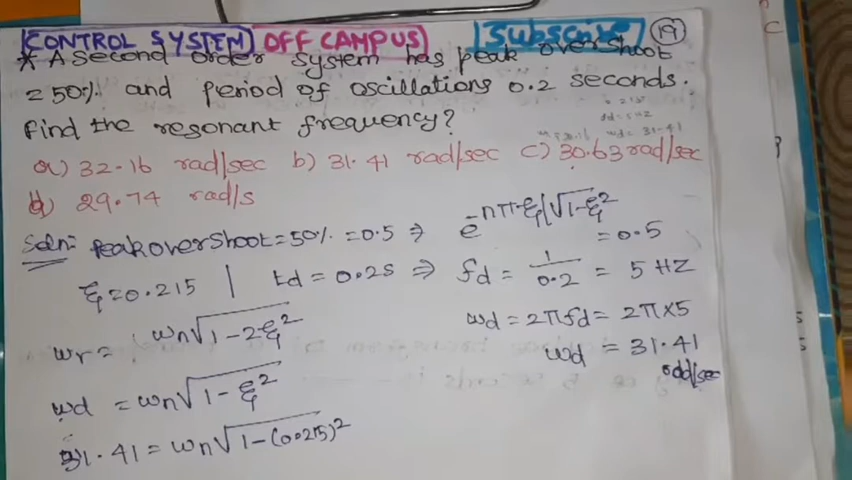 CONTROL SYSTEM OFF CAMPUS Subscribe 19
* A Second order system has peak overshoot
= 50% and period of oscillations 0.2 seconds.
Find the resonant frequency?
a) 32.16 rad/sec b) 31.41 rad/sec c) 30.63 rad/sec
d) 29.74 rad/s
Soln: Peak overshoot = 50% = 0.5 ⇒ e^-nπξ/√1-ξ² = 0.5
ξ = 0.215 | td = 0.2s ⇒ fd = 1/0.2 = 5 HZ
ωr = ωn√1-2ξ²
ωd = 2πfd = 2π×5
ωd = 31.41
rad/sec
ωd = ωn√1-ξ²
31.41 = ωn√1-(0.215)²